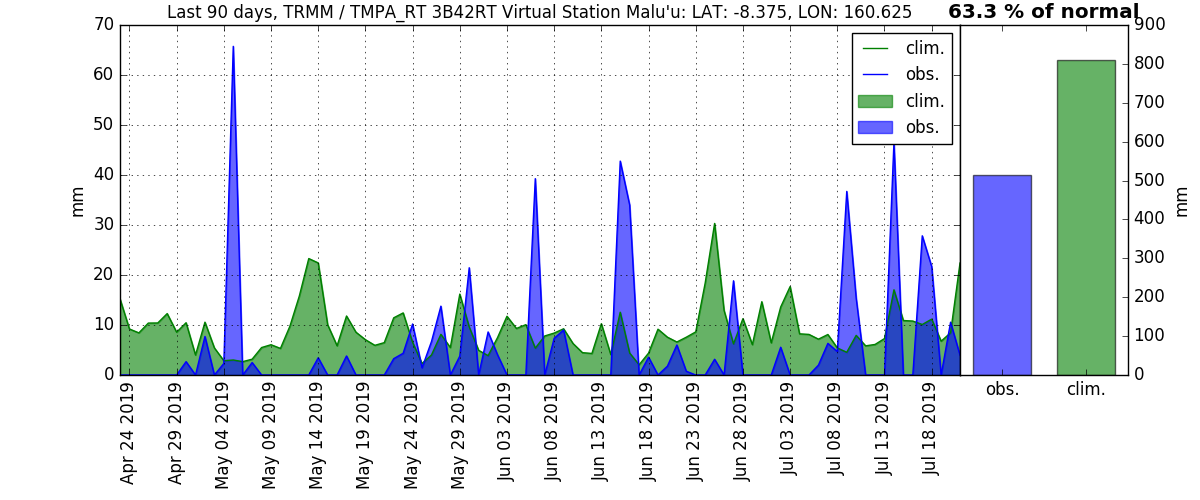 Last 90 days, TRMM / TMPA_RT 3B42RT Virtual Station Malu'u: LAT: -8.375, LON: 160.625
63.3 % of normal
70
60
50
40
30
20
10
0
mm
clim.
obs.
clim.
obs.
900
800
700
600
500
400
300
200
100
0
mm
obs.
clim.
Apr 24 2019
Apr 29 2019
May 04 2019
May 09 2019
May 14 2019
May 19 2019
May 24 2019
May 29 2019
Jun 03 2019
Jun 08 2019
Jun 13 2019
Jun 18 2019
Jun 23 2019
Jun 28 2019
Jul 03 2019
Jul 08 2019
Jul 13 2019
Jul 18 2019